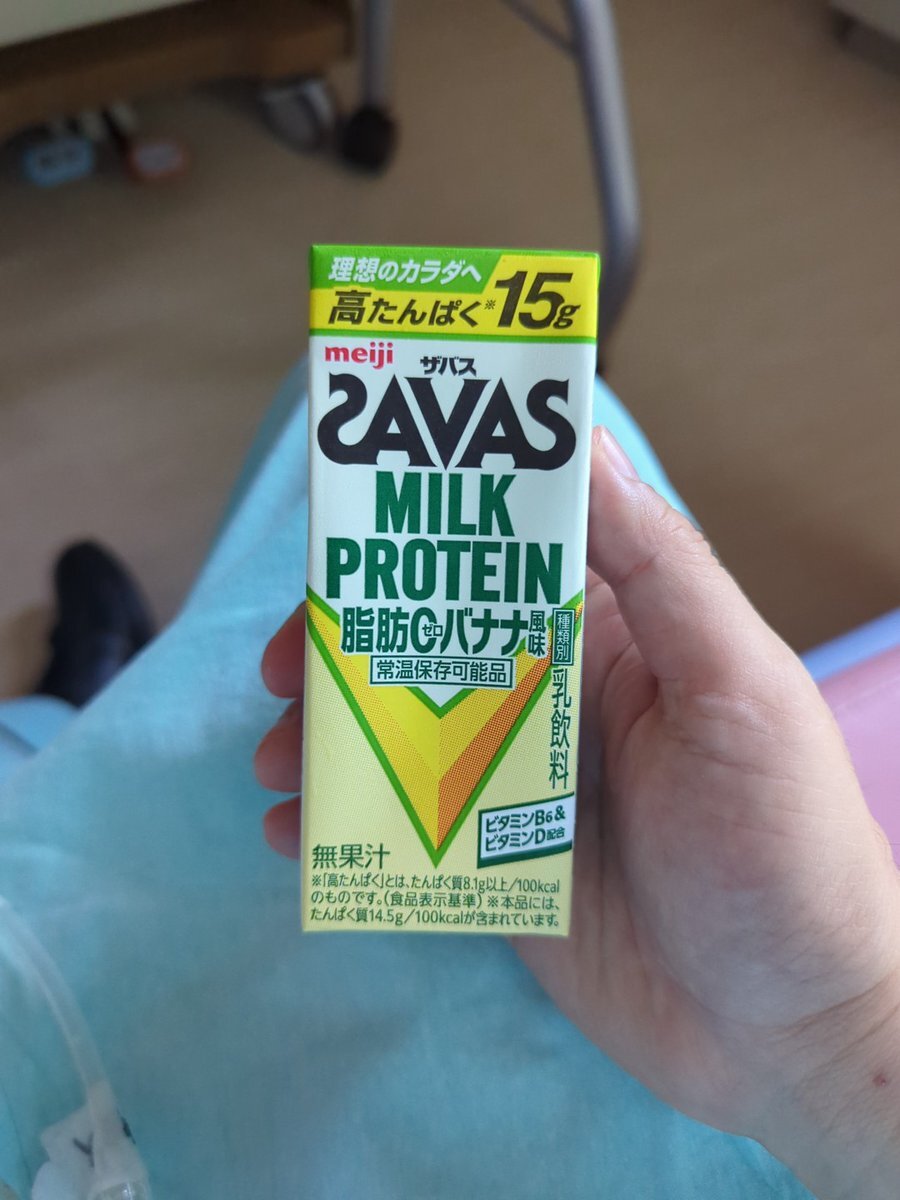 理想のカラダへ
高たんぱく※15g
meiji
ザバス
SAVAS
MILK
PROTEIN
脂肪0ゼロバナナ風味
常温保存可能品
種類別
乳飲料
ビタミンB6&
ビタミンD配合
無果汁
※「高たんぱく」とは、たんぱく質8.1g以上/100kcal
のものです。(食品表示基準)※本品には、
たんぱく質14.5g/100kcalが含まれています。